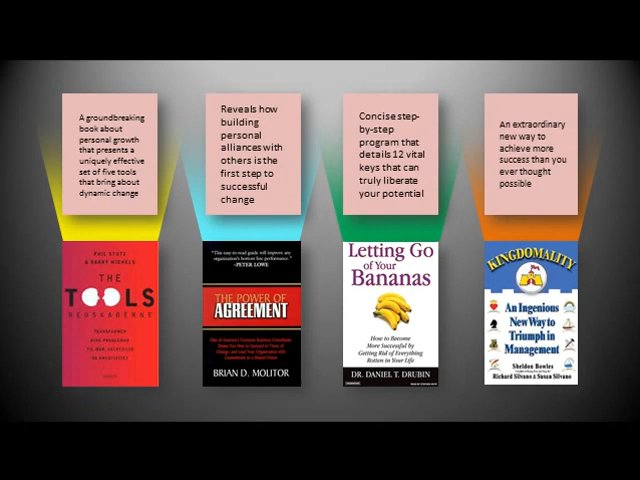 A groundbreaking
book about
personal growth
that presents a
uniquely effective
set of five tools
that bring about
dynamic change
Reveals how
building
personal
alliances with
others is the
first step to
successful
change
Concise step-
by-step
program that
details 12 vital
keys that can
truly liberate
your potential
An extraordinary
new way to
achieve more
success than you
ever thought
possible
PHIL STUTZ
& BARRY MICHELS
THE
TOOLS
REDSKABERNE
"This easy-to-read guide will improve any
organization's bottom line performance."
–PETER LOWE
THE POWER OF
AGREEMENT
BRIAN D. MOLITOR
Letting Go
of Your
Bananas
How to Become
More Successful by
Getting Rid of Everything
Rotten in Your Life
DR. DANIEL T. DRUBIN
KINGDOMALITY
An Ingenious
New Way to
Triumph in
Management
Sheldon Bowles
Richard Silvano & Susan Silvano